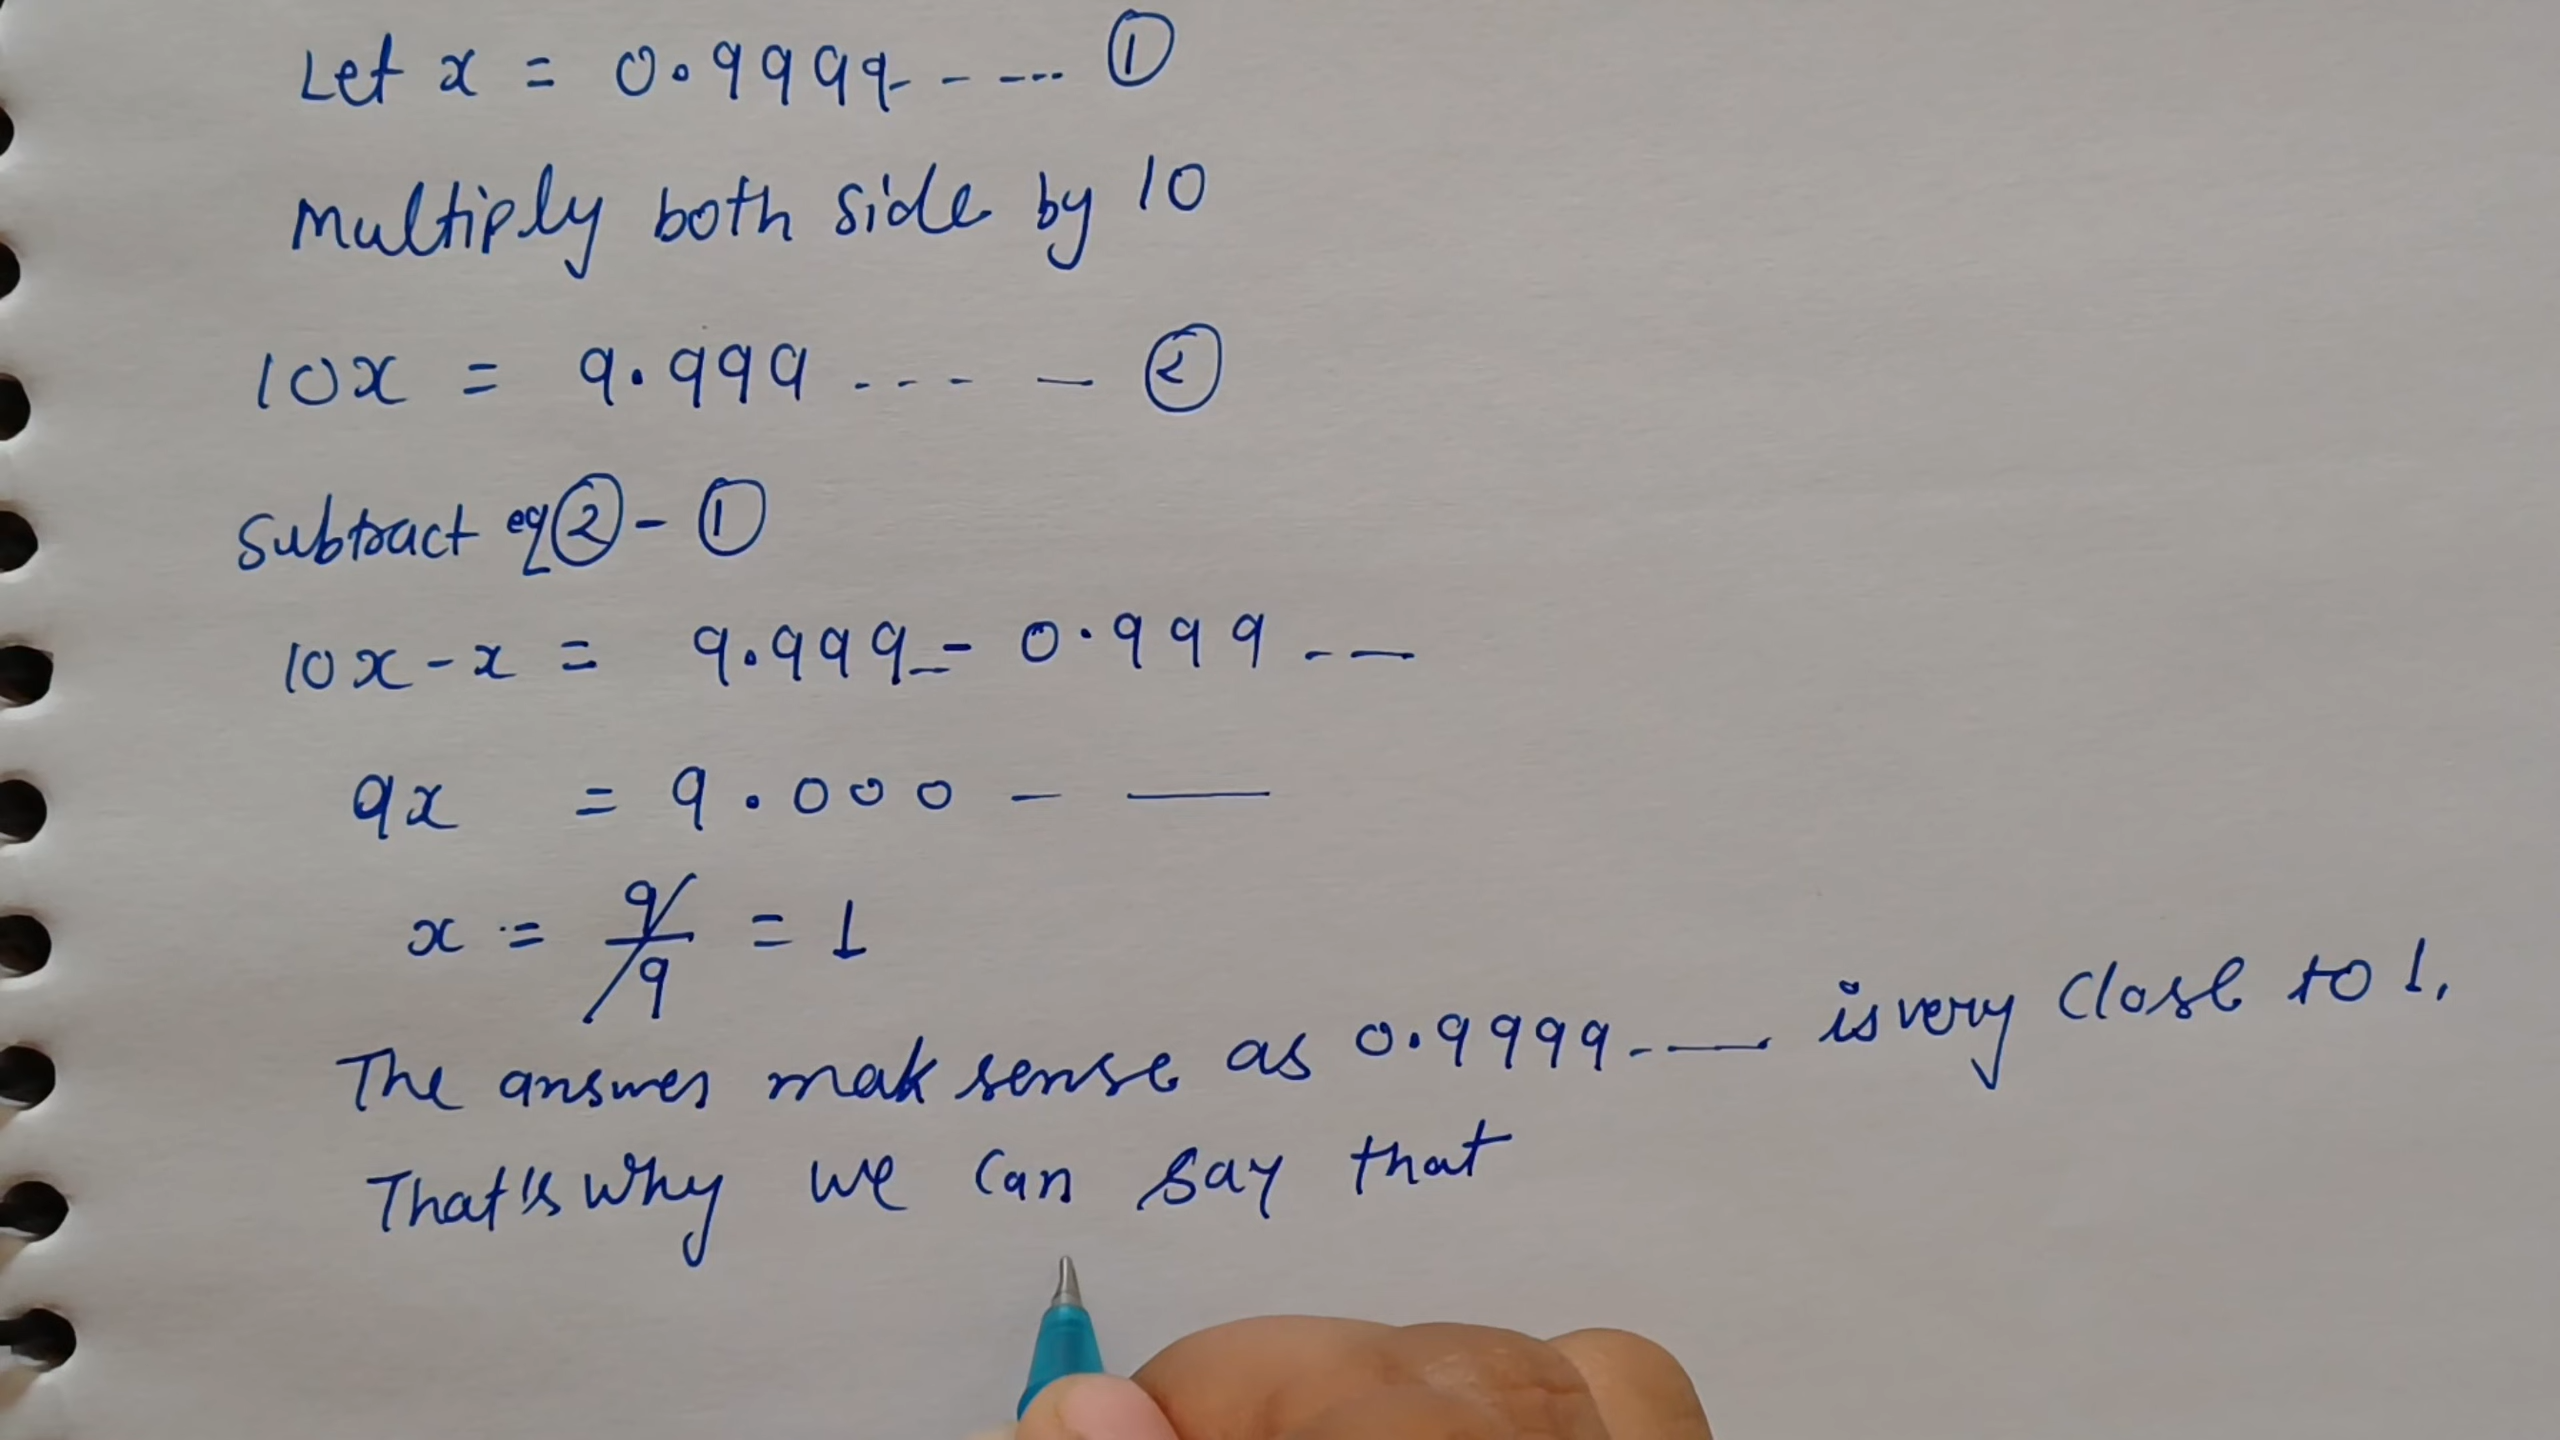 Let x = 0.9999- - ---- ①
Multiply both side by 10
10x = 9.999 ---- — ②
Subtract eq ② - ①
10x - x = 9.999_- 0.999 - —
9x = 9.000 - —
x = 9/9 = 1
The answer mak sense as 0.9999 - — is very close to 1.
That's why we can say that